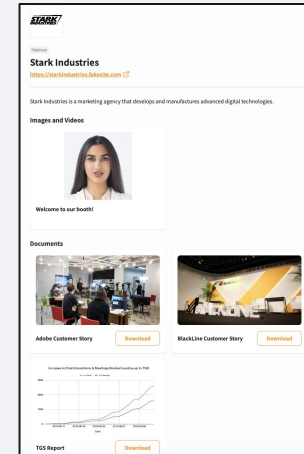 STARK
INDUSTRIES
Platinum
Stark Industries
https://starkindustries.fakesite.com
Stark Industries is a marketing agency that develops and manufactures advanced digital technologies.
Images and Videos
Welcome to our booth!
Documents
Adobe Customer Story
Download
BLACKLINE
BlackLine Customer Story
Download
Increase in Chat Interactions & Meetings Booked Leading up to TGS
TGS Report
Download